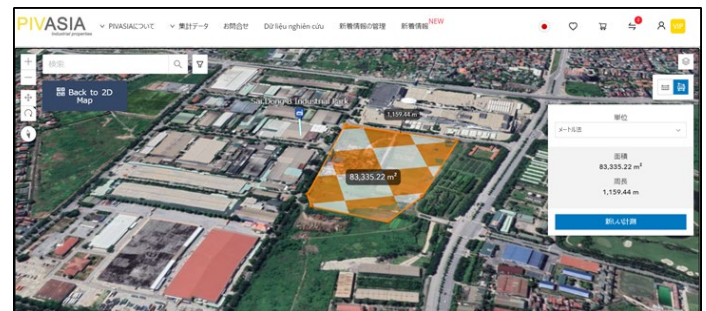 PIVASIA
industrial properties
PIVASIAについて
集計データ
お問合せ
Dữ liệu nghiên cứu
新着情報の管理
新着情報 NEW
VIP
検索
Back to 2D
Map
Sai Dong B Industrial Park
1,159.44 m
83,335.22 m²
単位
メートル法
面積
83,335.22 m²
周長
1,159.44 m
新しい計測